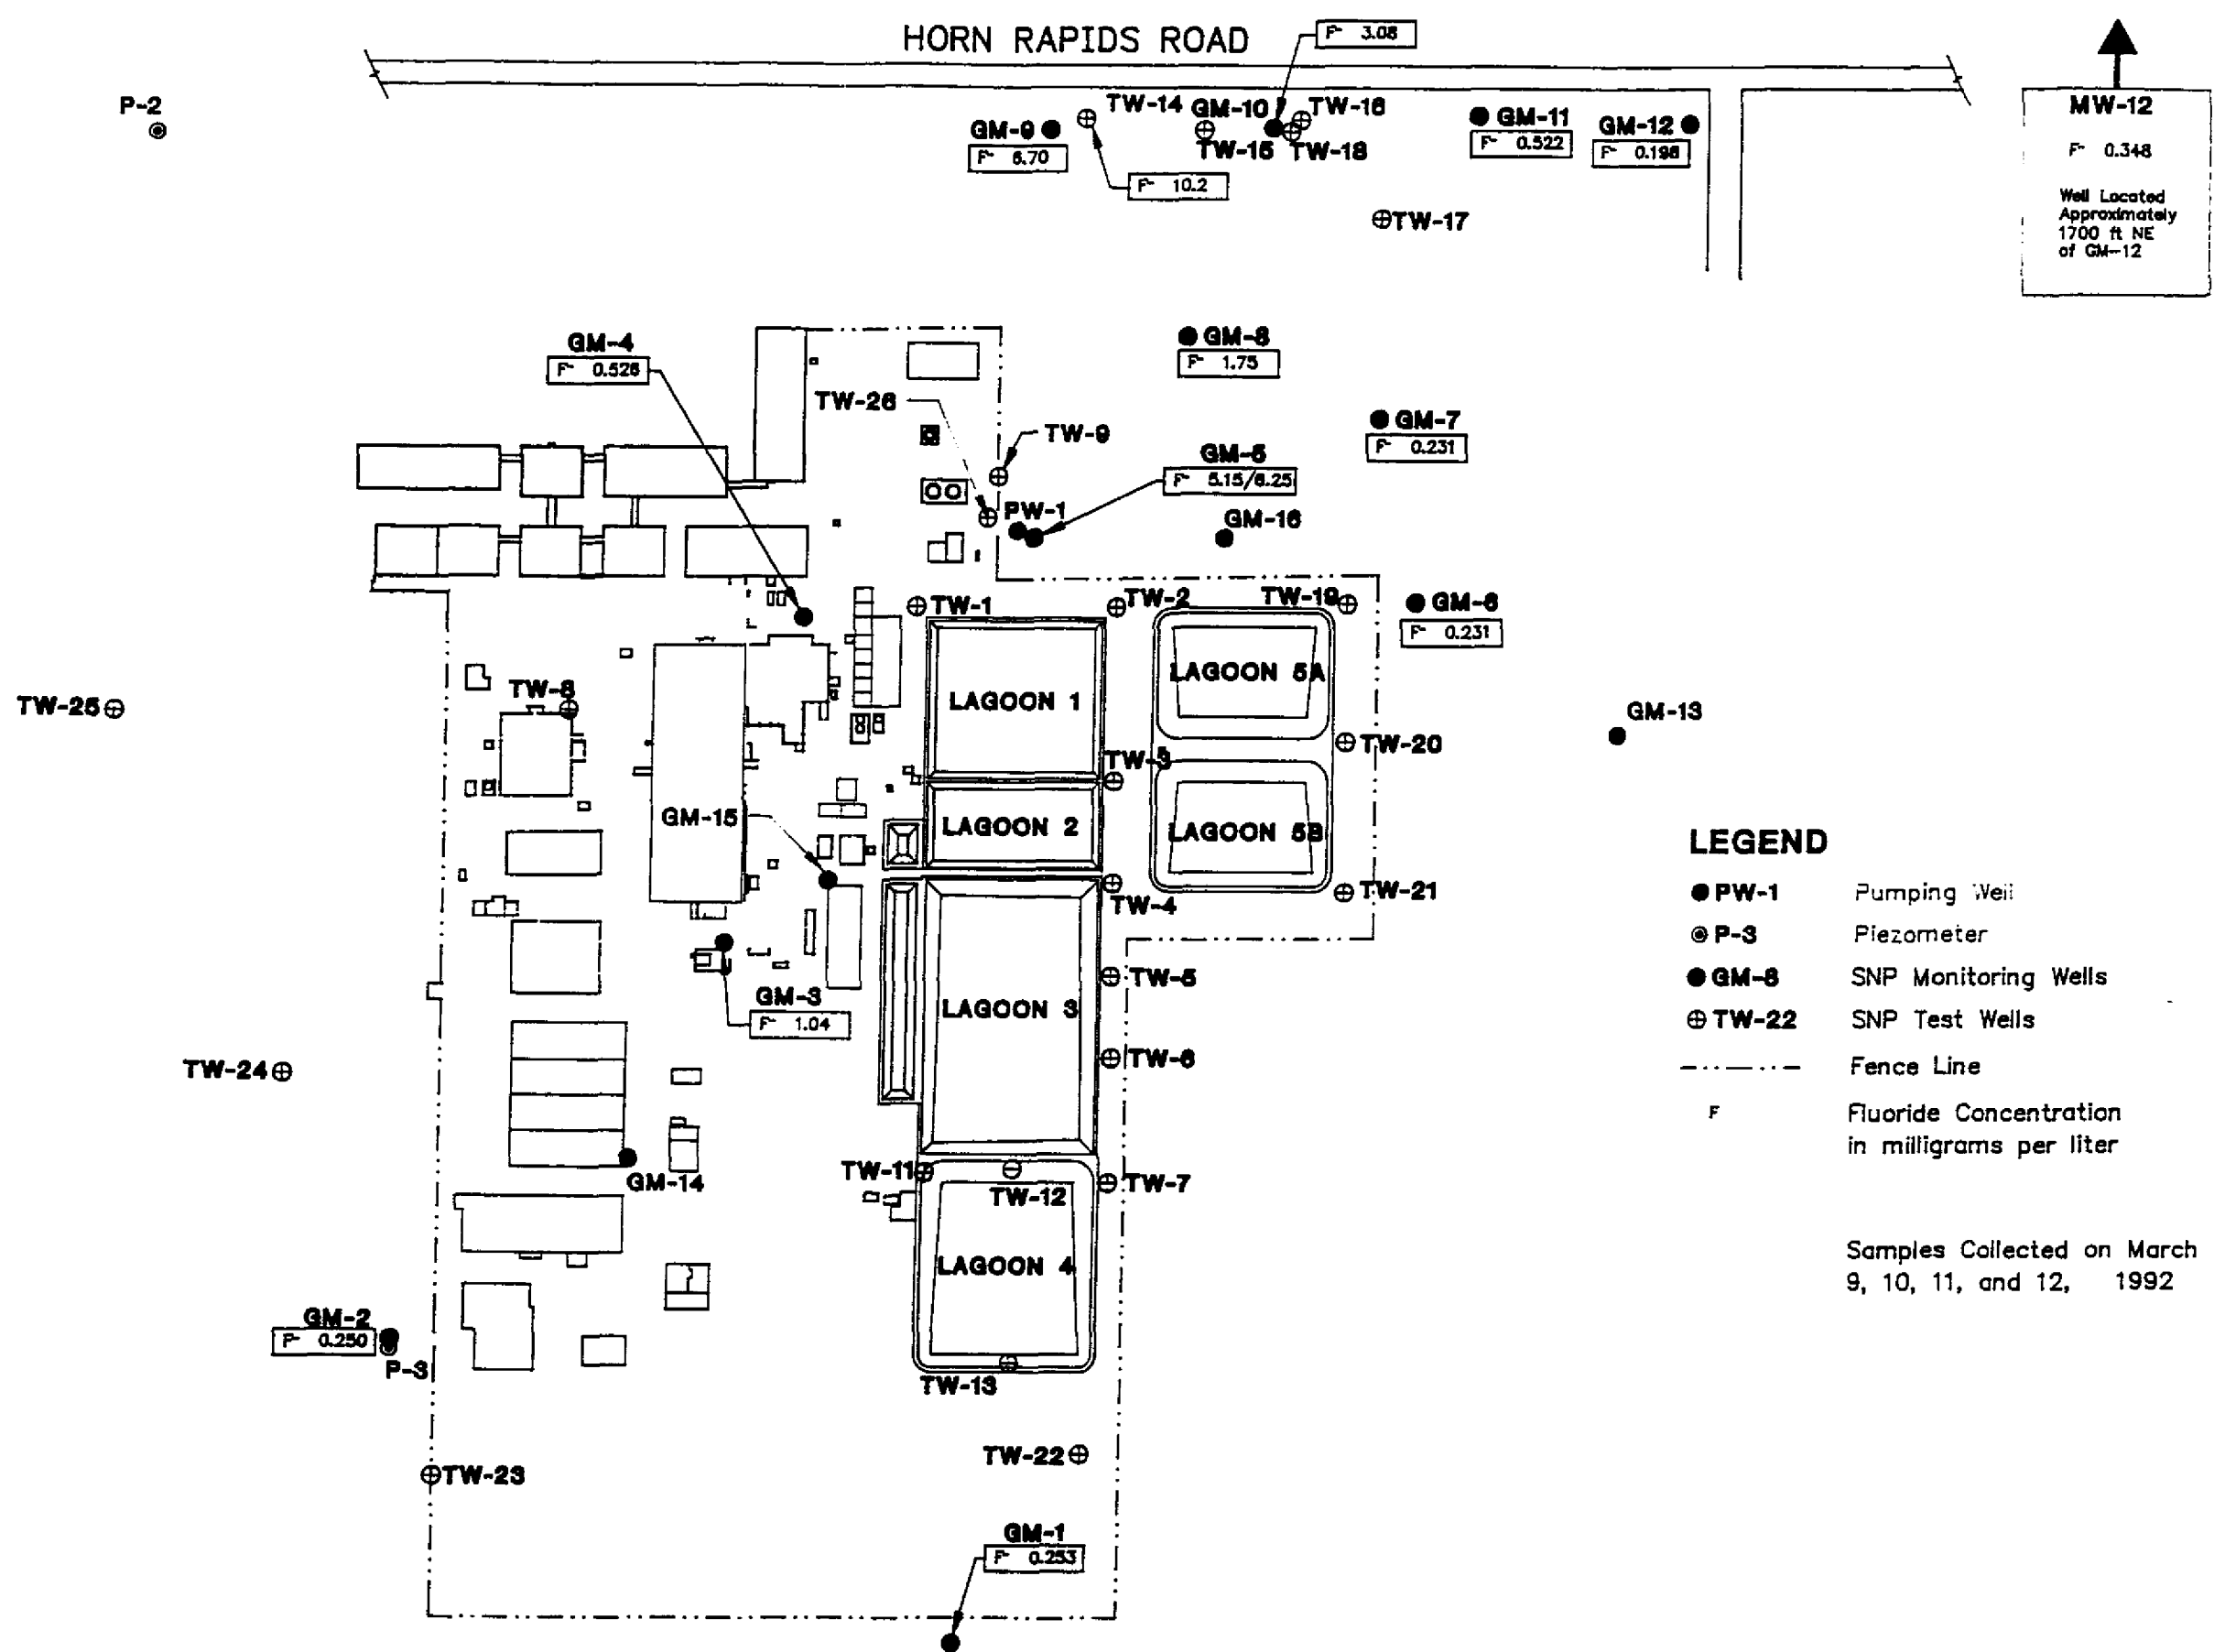 HORN RAPIDS ROAD
F- 3.08
P-2
TW-14
GM-10
TW-16
GM-11
GM-12
MW-12
GM-9
TW-15
TW-18
F- 0.522
F- 0.198
F- 0.348
F- 6.70
F- 10.2
Well Located
Approximately
1700 ft NE
of GM-12
TW-17
GM-4
F- 0.526
GM-8
F- 1.75
TW-26
GM-7
F- 0.231
TW-9
GM-5
F- 5.15/6.25
PW-1
GM-16
TW-1
TW-2
TW-19
GM-6
F- 0.231
LAGOON 1
LAGOON 5A
TW-25
TW-8
GM-13
TW-20
TW-3
GM-15
LAGOON 2
LAGOON 5B
TW-4
TW-21
LEGEND
PW-1 Pumping Well
P-3 Piezometer
GM-8 SNP Monitoring Wells
TW-22 SNP Test Wells
Fence Line
F Fluoride Concentration
in milligrams per liter
TW-5
GM-3
F- 1.04
LAGOON 3
TW-6
TW-24
GM-14
TW-11
TW-12
TW-7
LAGOON 4
Samples Collected on March
9, 10, 11, and 12, 1992
GM-2
F- 0.250
P-3
TW-13
TW-22
TW-23
GM-1
F- 0.253